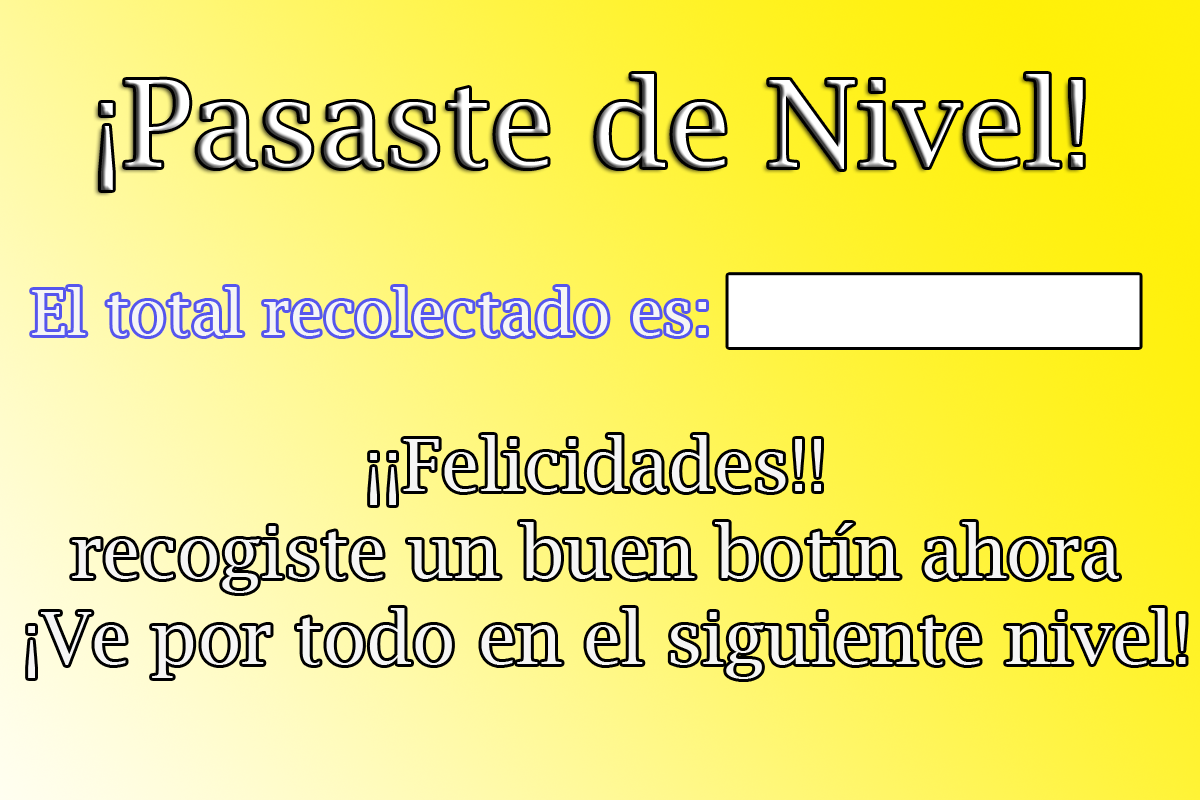 ¡Pasaste de Nivel!
El total recolectado es:
¡¡Felicidades!!
recogiste un buen botín ahora
¡Ve por todo en el siguiente nivel!